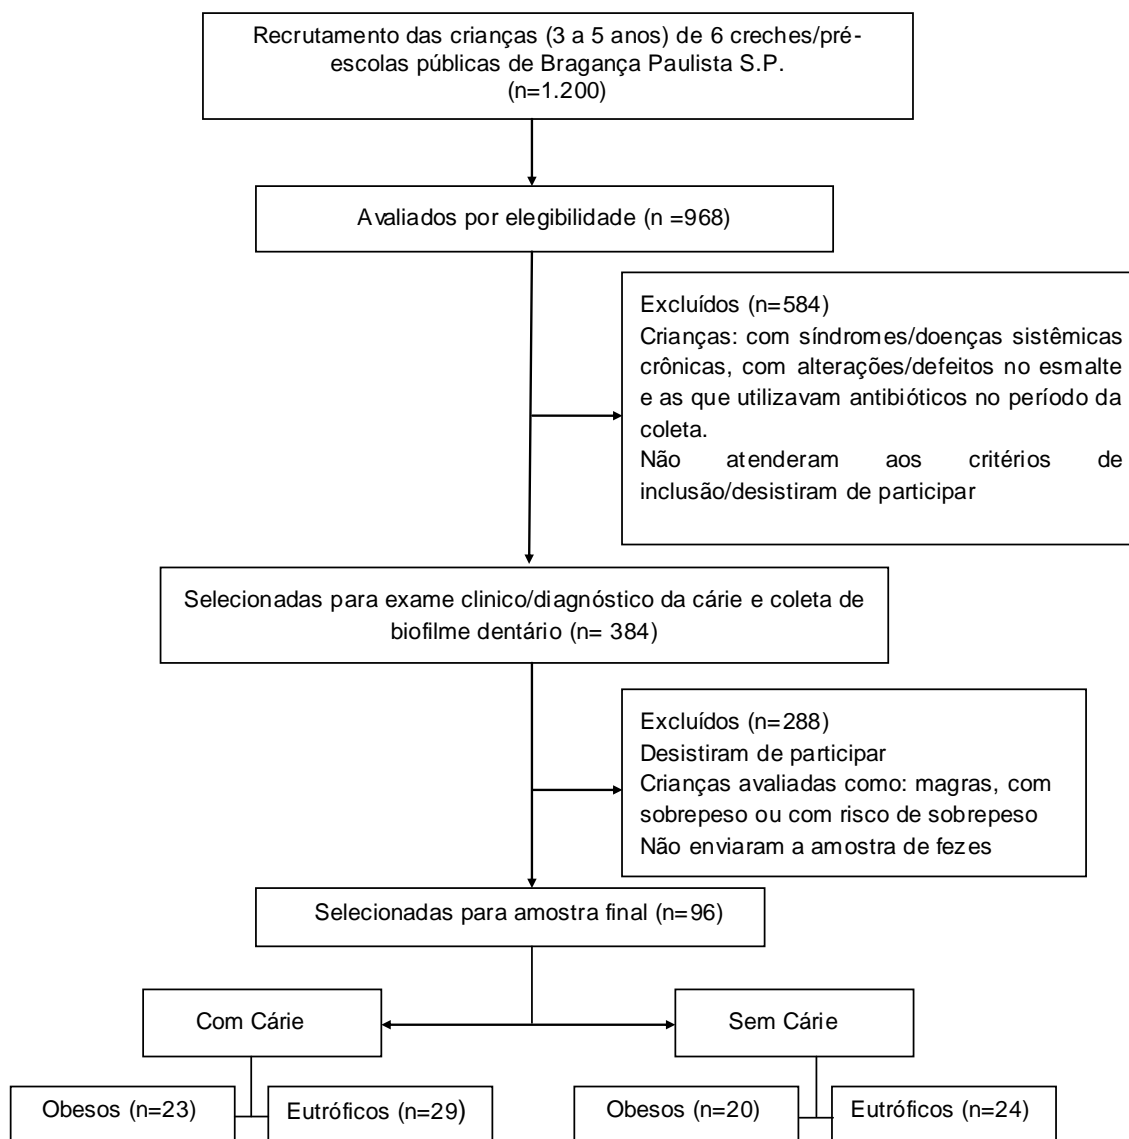 Recrutamento das crianças (3 a 5 anos) de 6 creches/pré-
escolas públicas de Bragança Paulista S.P.
(n=1.200)
Avaliados por elegibilidade (n =968)
Excluídos (n=584)
Crianças: com síndromes/doenças sistêmicas
crônicas, com alterações/defeitos no esmalte
e as que utilizavam antibióticos no período da
coleta.
Não atenderam aos critérios de
inclusão/desistiram de participar
Selecionadas para exame clinico/diagnóstico da cárie e coleta de
biofilme dentário (n= 384)
Excluídos (n=288)
Desistiram de participar
Crianças avaliadas como: magras, com
sobrepeso ou com risco de sobrepeso
Não enviaram a amostra de fezes
Selecionadas para amostra final (n=96)
Com Cárie
Sem Cárie
Obesos (n=23)
Eutróficos (n=29)
Obesos (n=20)
Eutróficos (n=24)